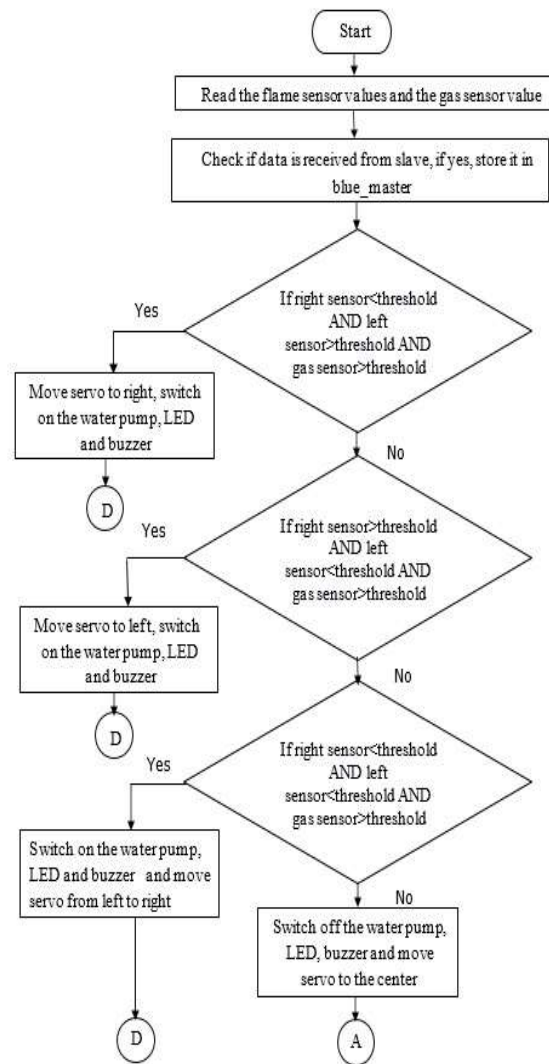 Start
Read the flame sensor values and the gas sensor value
Check if data is received from slave, if yes, store it in
blue_master
If right sensor<threshold
AND left
sensor>threshold AND
gas sensor>threshold
Yes
Move servo to right, switch
on the water pump, LED
and buzzer
D
No
If right sensor>threshold
AND left
sensor<threshold AND
gas sensor>threshold
Yes
Move servo to left, switch
on the water pump, LED
and buzzer
D
No
If right sensor<threshold
AND left
sensor<threshold AND
gas sensor>threshold
Yes
Switch on the water pump,
LED and buzzer and move
servo from left to right
D
No
Switch off the water pump,
LED, buzzer and move
servo to the center
A